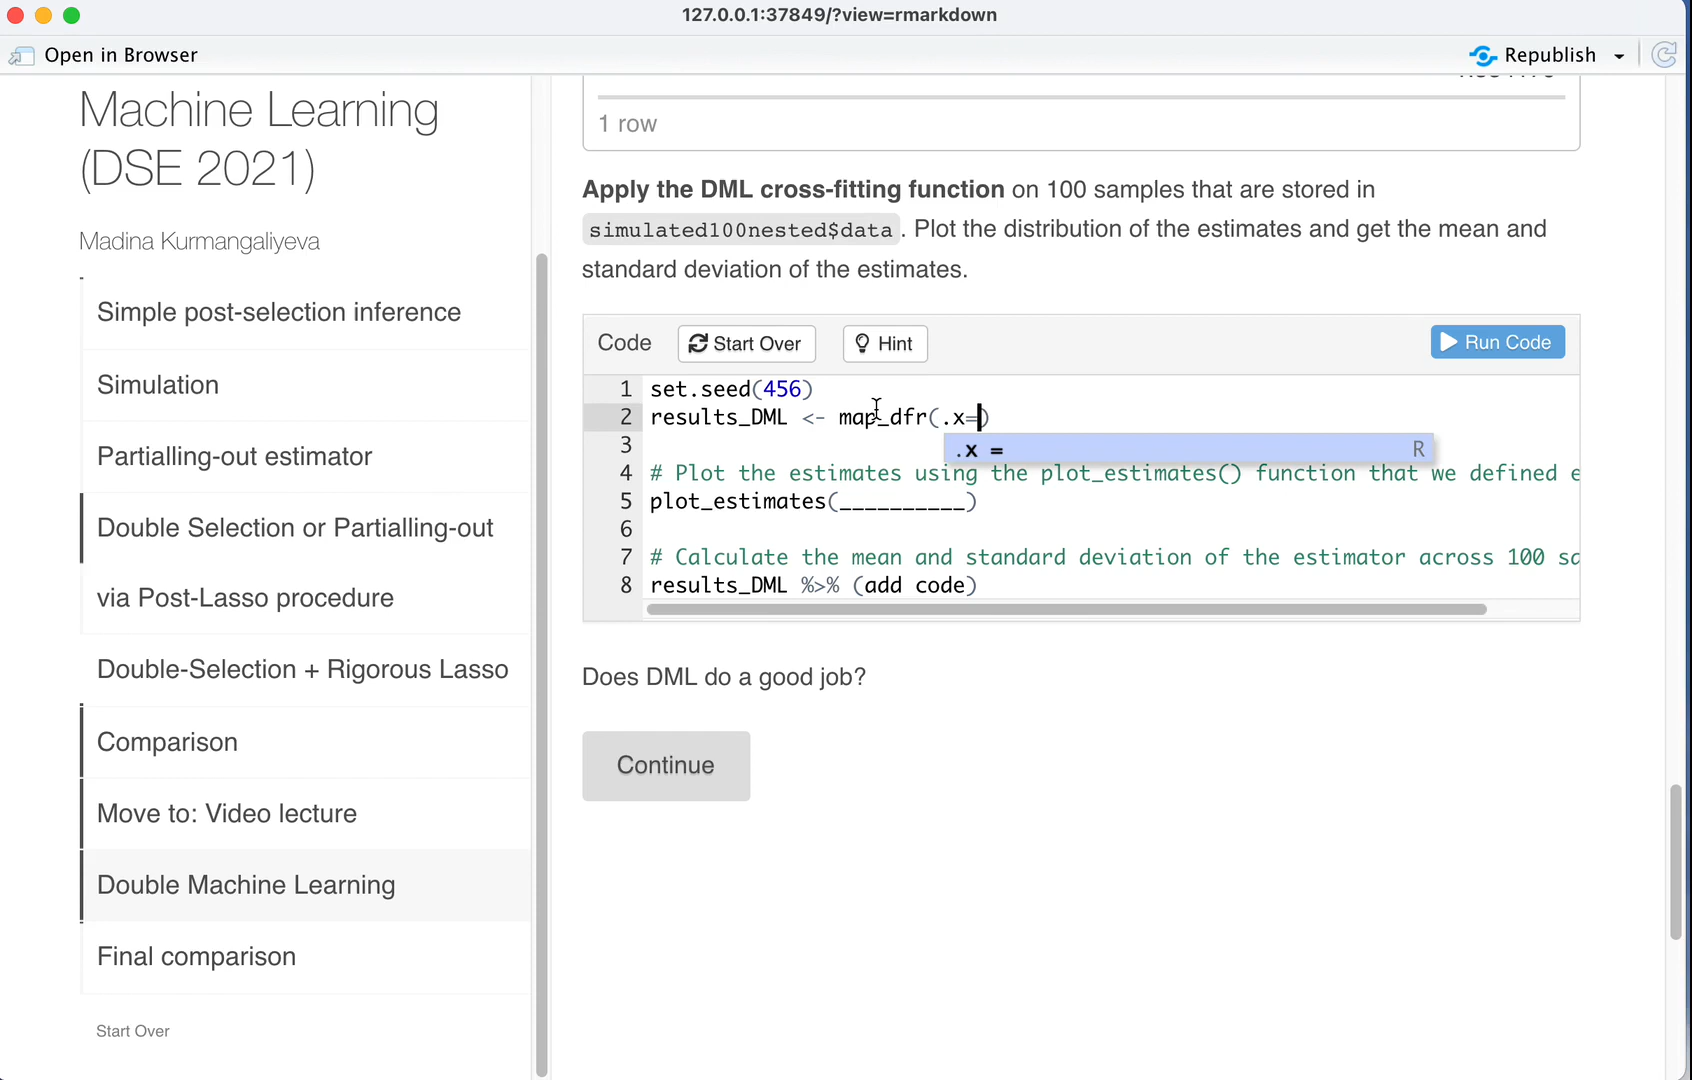 127.0.0.1:37849/?view=rmarkdown
Open in Browser
Republish
Machine Learning
(DSE 2021)
Madina Kurmangaliyeva
Simple post-selection inference
Simulation
Partialling-out estimator
Double Selection or Partialling-out
via Post-Lasso procedure
Double-Selection + Rigorous Lasso
Comparison
Move to: Video lecture
Double Machine Learning
Final comparison
Start Over
1 row
Apply the DML cross-fitting function on 100 samples that are stored in
simulated100nested$data. Plot the distribution of the estimates and get the mean and
standard deviation of the estimates.
Code Start Over Hint Run Code
1 set.seed(456)
2 results_DML <- map_dfr(.x=)
.x = R
3
4 # Plot the estimates using the plot_estimates() function that we defined
5 plot_estimates(__________)
6
7 # Calculate the mean and standard deviation of the estimator across 100
8 results_DML %>% (add code)
Does DML do a good job?
Continue